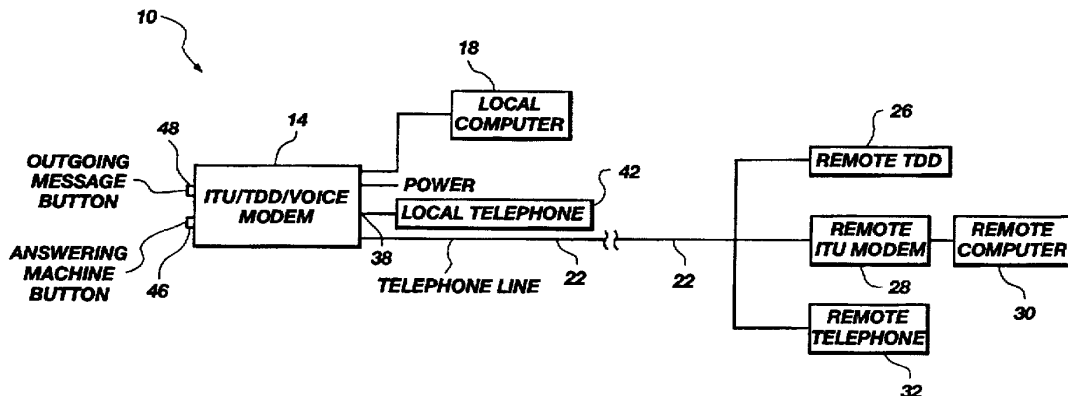 10
18
LOCAL
COMPUTER
48
14
26
OUTGOING
MESSAGE
BUTTON
ITU/TDD/VOICE
MODEM
POWER
42
LOCAL TELEPHONE
REMOTE TDD
ANSWERING
MACHINE
BUTTON
46
38
TELEPHONE LINE
22
22
REMOTE
ITU MODEM
28
REMOTE
COMPUTER
30
REMOTE
TELEPHONE
32